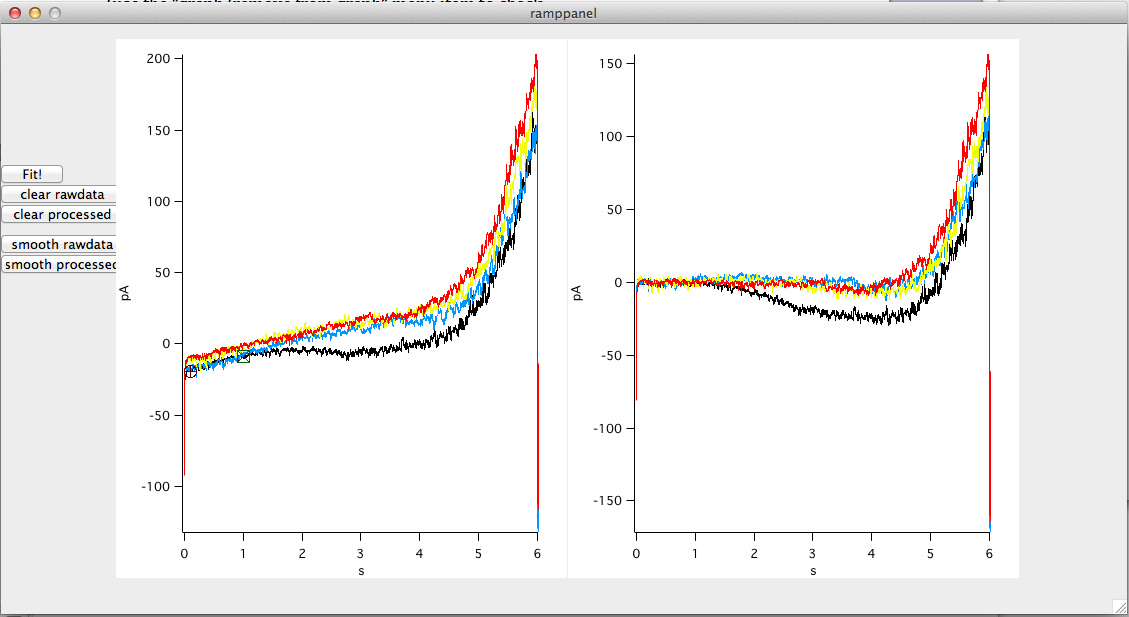 ramppanel
Fit!
clear rawdata
clear processed
smooth rawdata
smooth processed
200
150
100
50
0
-50
-100
pA
0
1
2
3
4
5
6
s
150
100
50
0
-50
-100
-150
pA
0
1
2
3
4
5
6
s